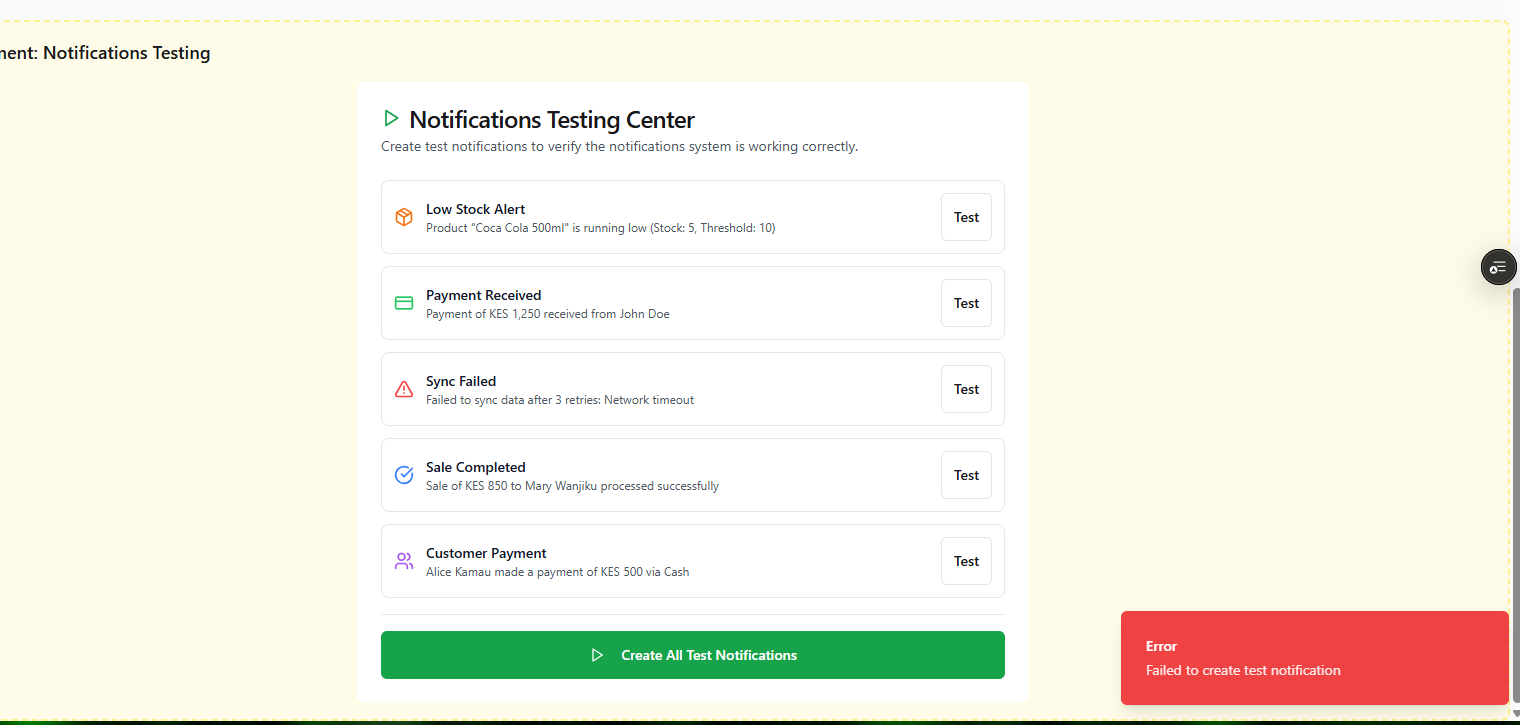 nent: Notifications Testing
Notifications Testing Center
Create test notifications to verify the notifications system is working correctly.
Low Stock Alert
Product "Coca Cola 500ml" is running low (Stock: 5, Threshold: 10)
Test
Payment Received
Payment of KES 1,250 received from John Doe
Test
Sync Failed
Failed to sync data after 3 retries: Network timeout
Test
Sale Completed
Sale of KES 850 to Mary Wanjiku processed successfully
Test
Customer Payment
Alice Kamau made a payment of KES 500 via Cash
Test
Create All Test Notifications
Error
Failed to create test notification